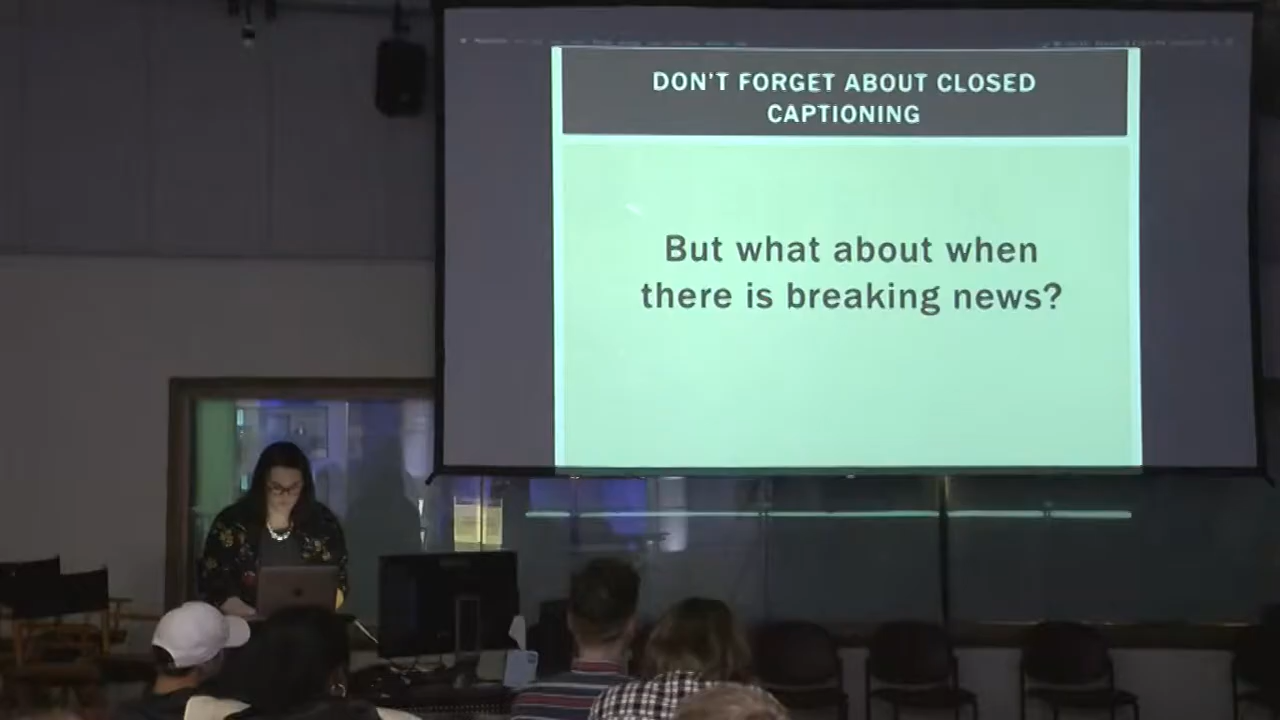 DON'T FORGET ABOUT CLOSED
CAPTIONING
But what about when
there is breaking news?